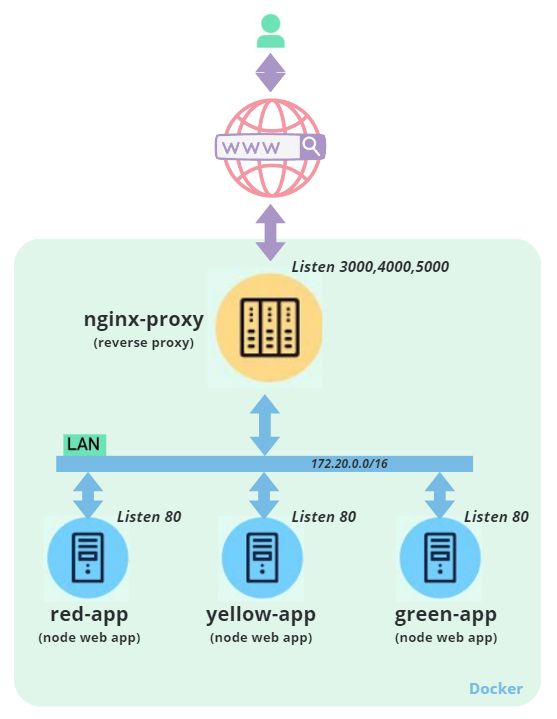 WWW
Listen 3000,4000,5000
nginx-proxy
(reverse proxy)
LAN
172.20.0.0/16
Listen 80
Listen 80
Listen 80
red-app
yellow-app
green-app
(node web app)
(node web app)
(node web app)
Docker